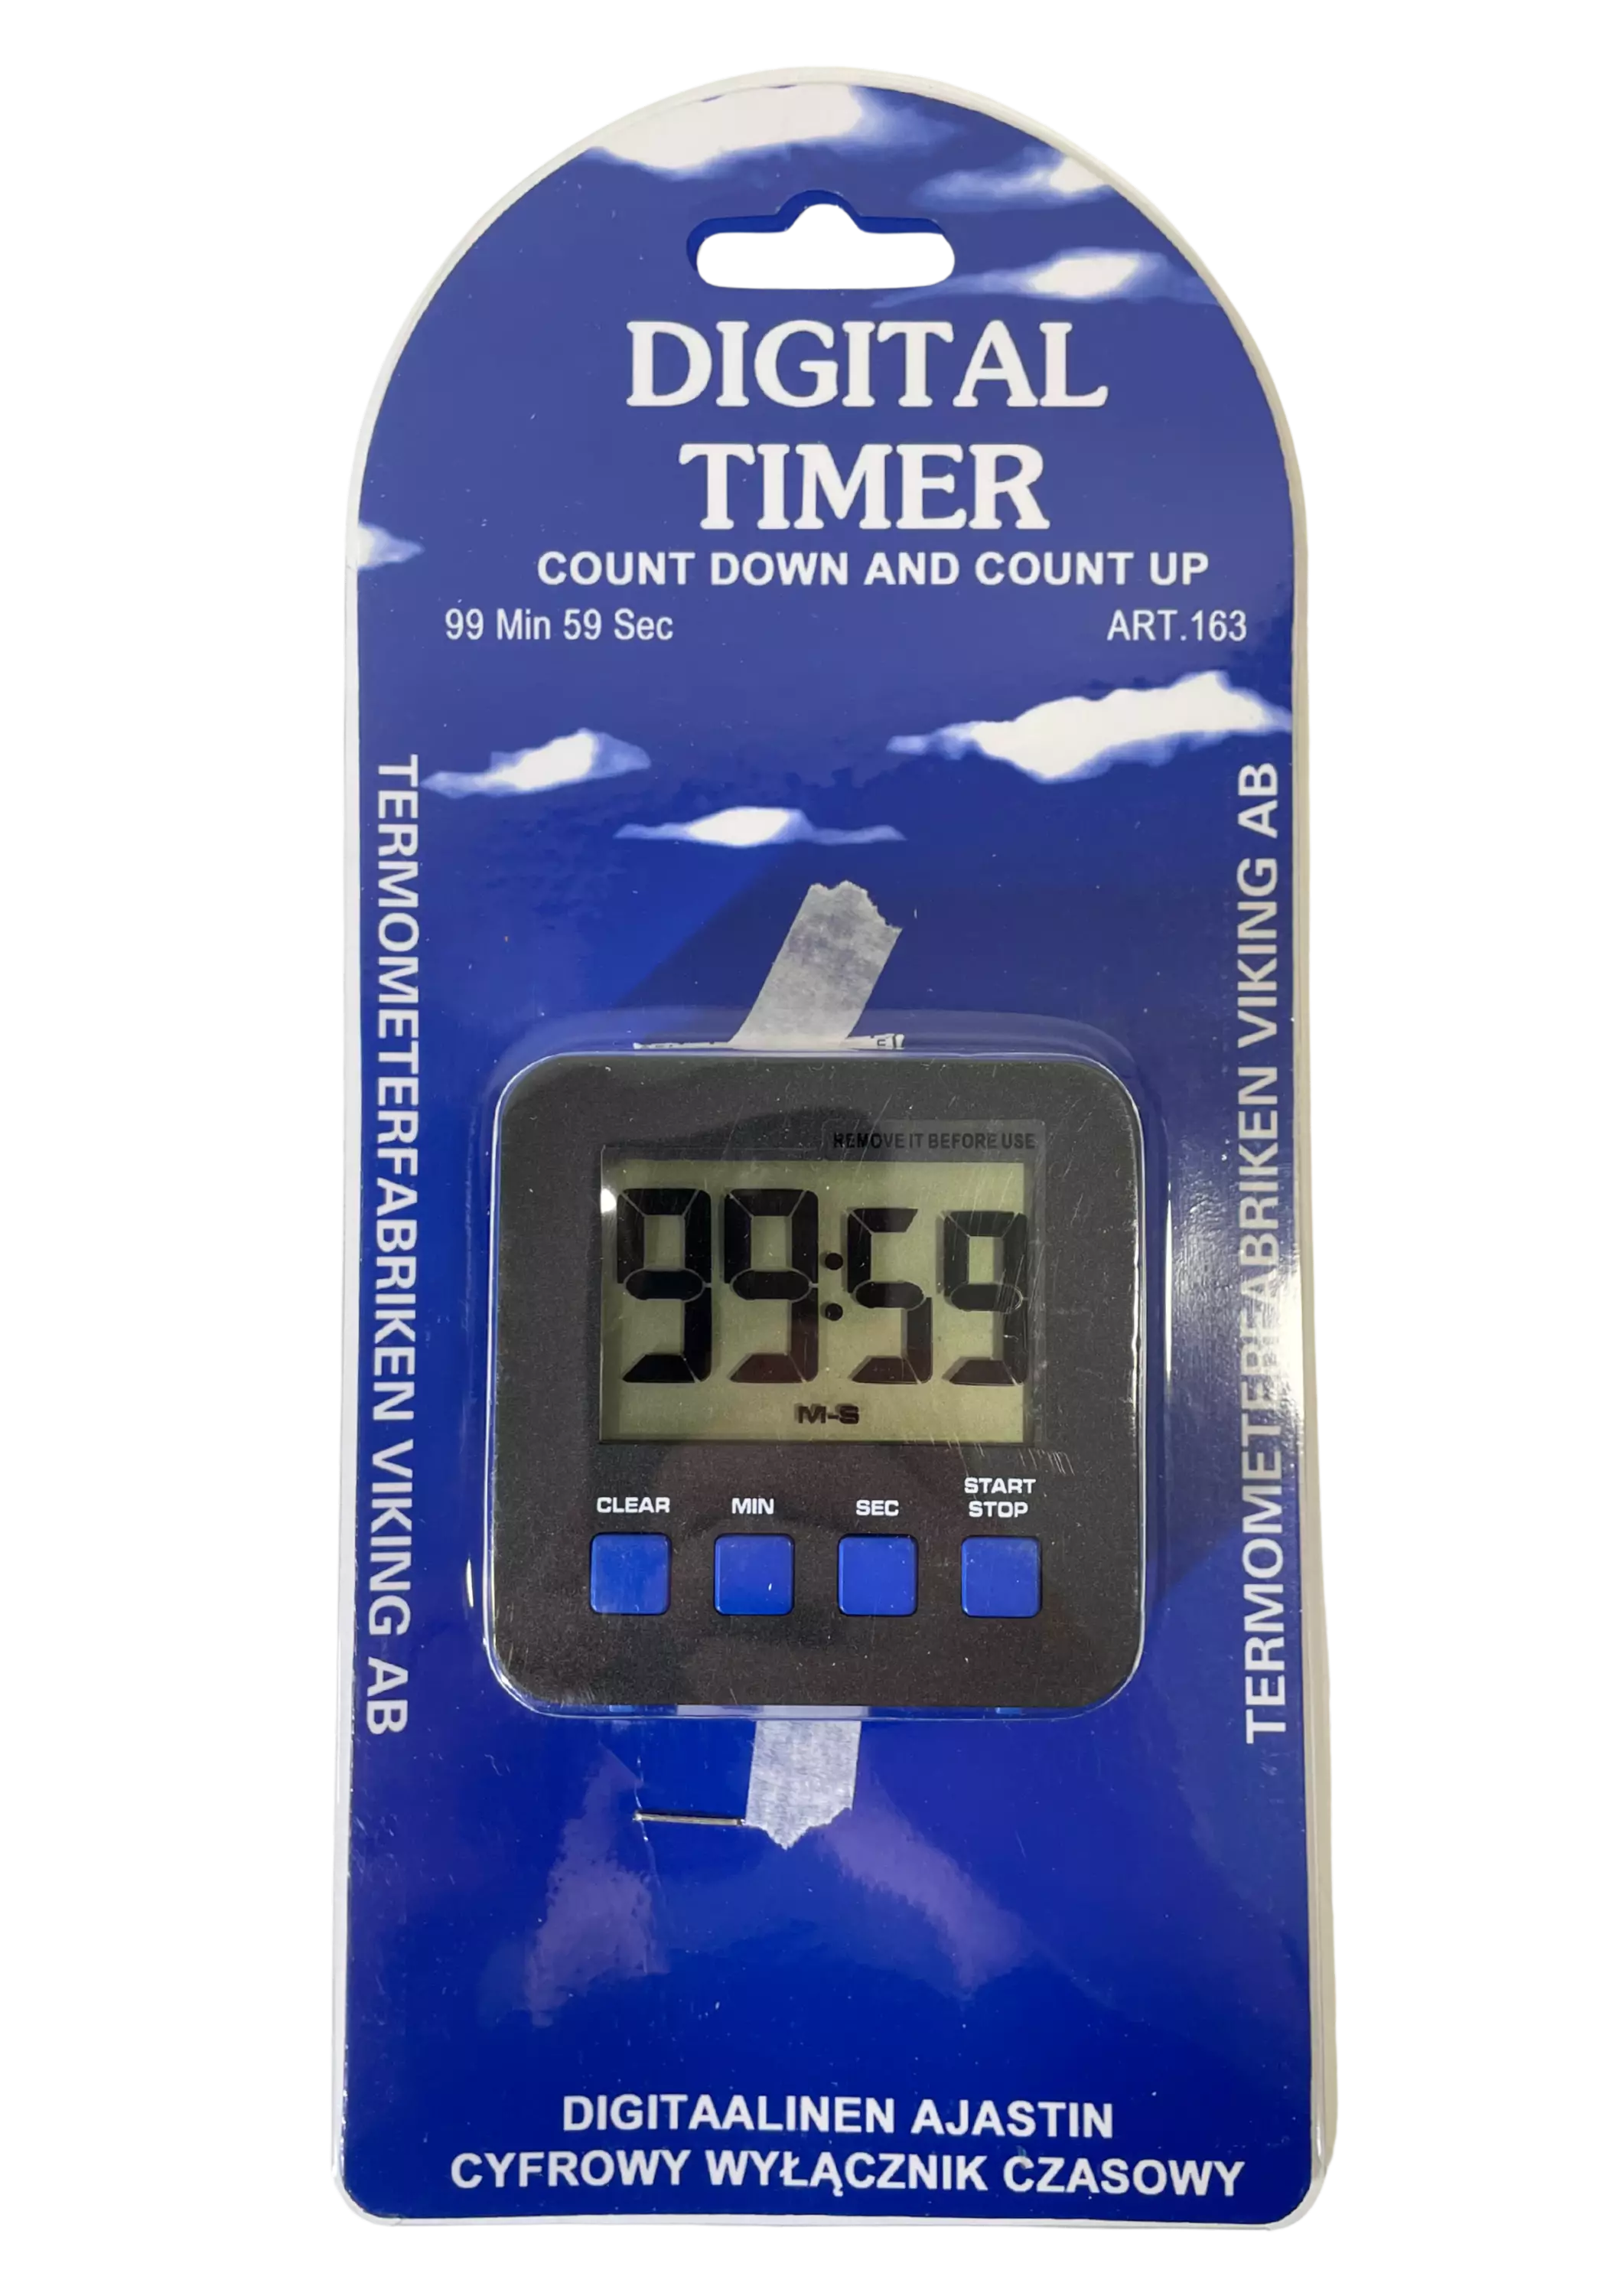 DIGITAL
TIMER
COUNT DOWN AND COUNT UP
99 Min 59 Sec
ART.163
TERMOMETERFABRIKEN VIKING AB
TERMOMETERFABRIKEN VIKING AB
REMOVE IT BEFORE USE
99:59
M-S
CLEAR
MIN
SEC
START
STOP
DIGITAALINEN AJASTIN
CYFROWY WYŁĄCZNIK CZASOWY